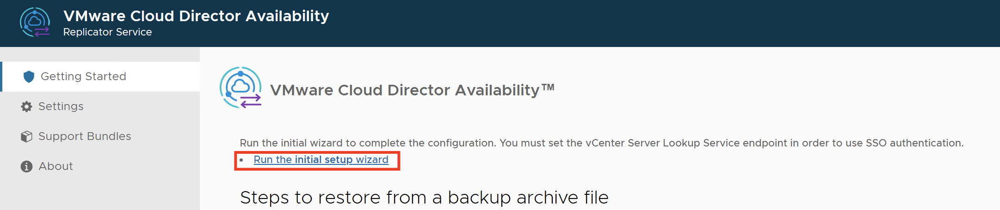 VMware Cloud Director Availability
Replicator Service
Getting Started
Settings
Support Bundles
About
VMware Cloud Director Availability™
Run the initial wizard to complete the configuration. You must set the vCenter Server Lookup Service endpoint in order to use SSO authentication.
• Run the initial setup wizard
Steps to restore from a backup archive file